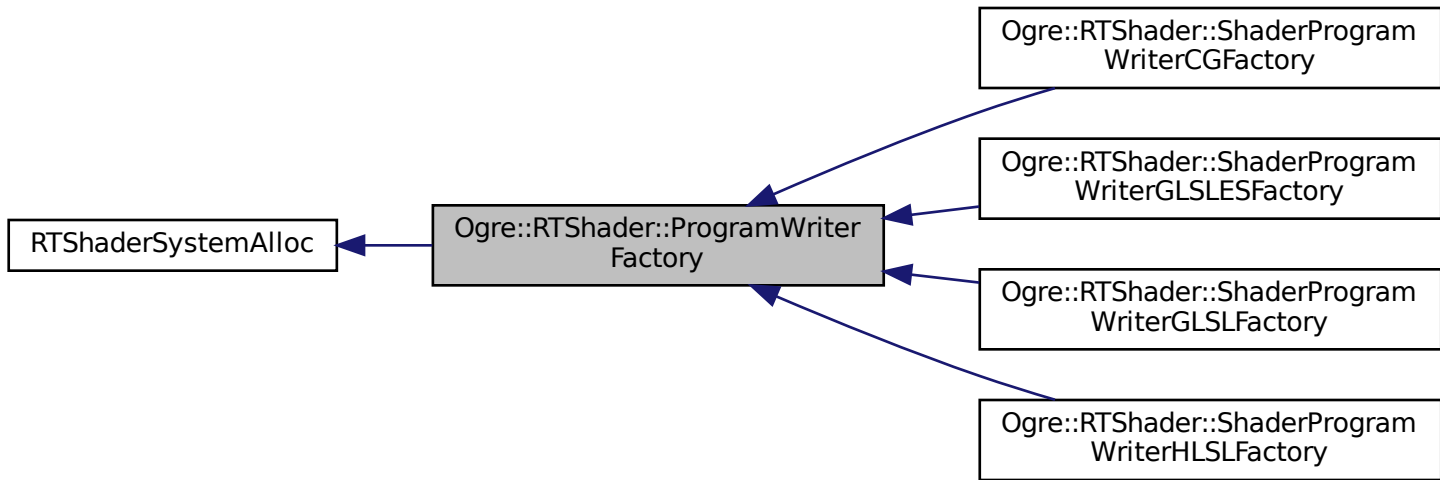 RTShaderSystemAlloc
Ogre::RTShader::ProgramWriter
Factory
Ogre::RTShader::ShaderProgram
WriterCGFactory
Ogre::RTShader::ShaderProgram
WriterGLSLESFactory
Ogre::RTShader::ShaderProgram
WriterGLSLFactory
Ogre::RTShader::ShaderProgram
WriterHLSLFactory